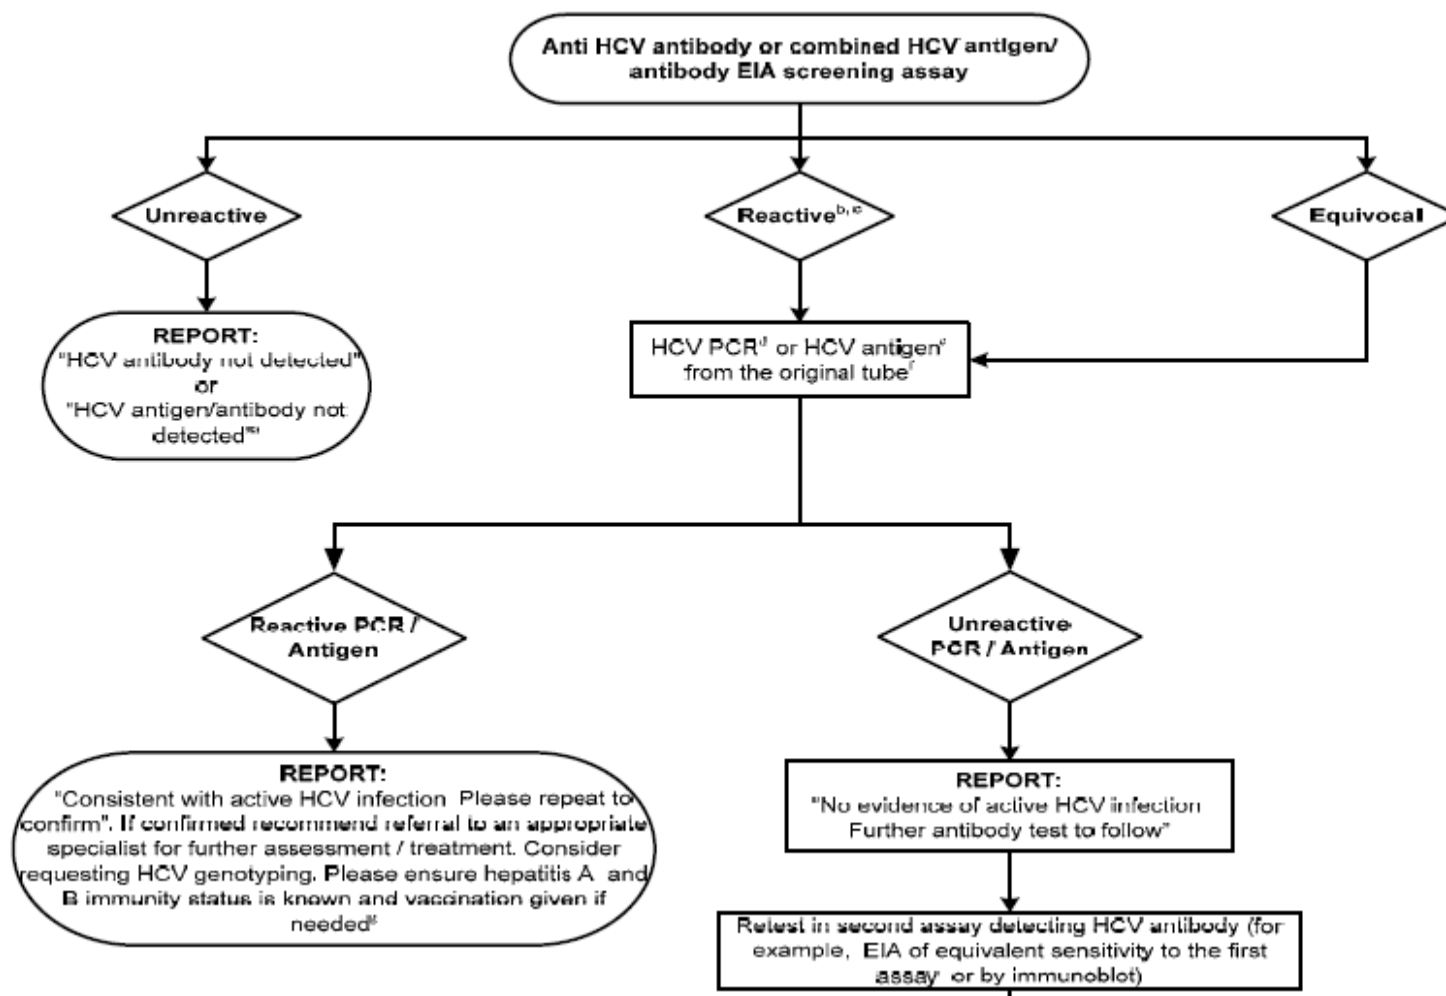 Anti HCV antibody or combined HCV antigen/
antibody EIA screening assay
Unreactive
Reactive b, c
Equivocal
REPORT:
"HCV antibody not detected"
or
"HCV antigen/antibody not
detected"
HCV PCR d or HCV antigen e
from the original tube f
Reactive PCR /
Antigen
Unreactive
PCR / Antigen
REPORT:
"Consistent with active HCV infection Please repeat to
confirm". If confirmed recommend referral to an appropriate
specialist for further assessment / treatment. Consider
requesting HCV genotyping. Please ensure hepatitis A and
B immunity status is known and vaccination given if
needed
REPORT:
"No evidence of active HCV infection
Further antibody test to follow"
Retest in second assay detecting HCV antibody (for
example, EIA of equivalent sensitivity to the first
assay or by immunoblot)